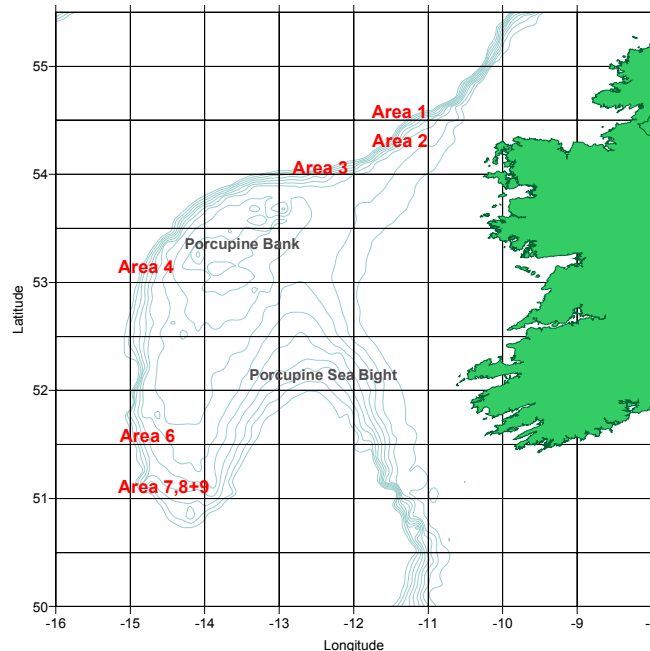 55
Area 1
Area 2
Area 3
54
Porcupine Bank
Area 4
53
Latitude
Porcupine Sea Bight
52
Area 6
Area 7,8+9
51
50
-16 -15 -14 -13 -12 -11 -10 -9
Longitude